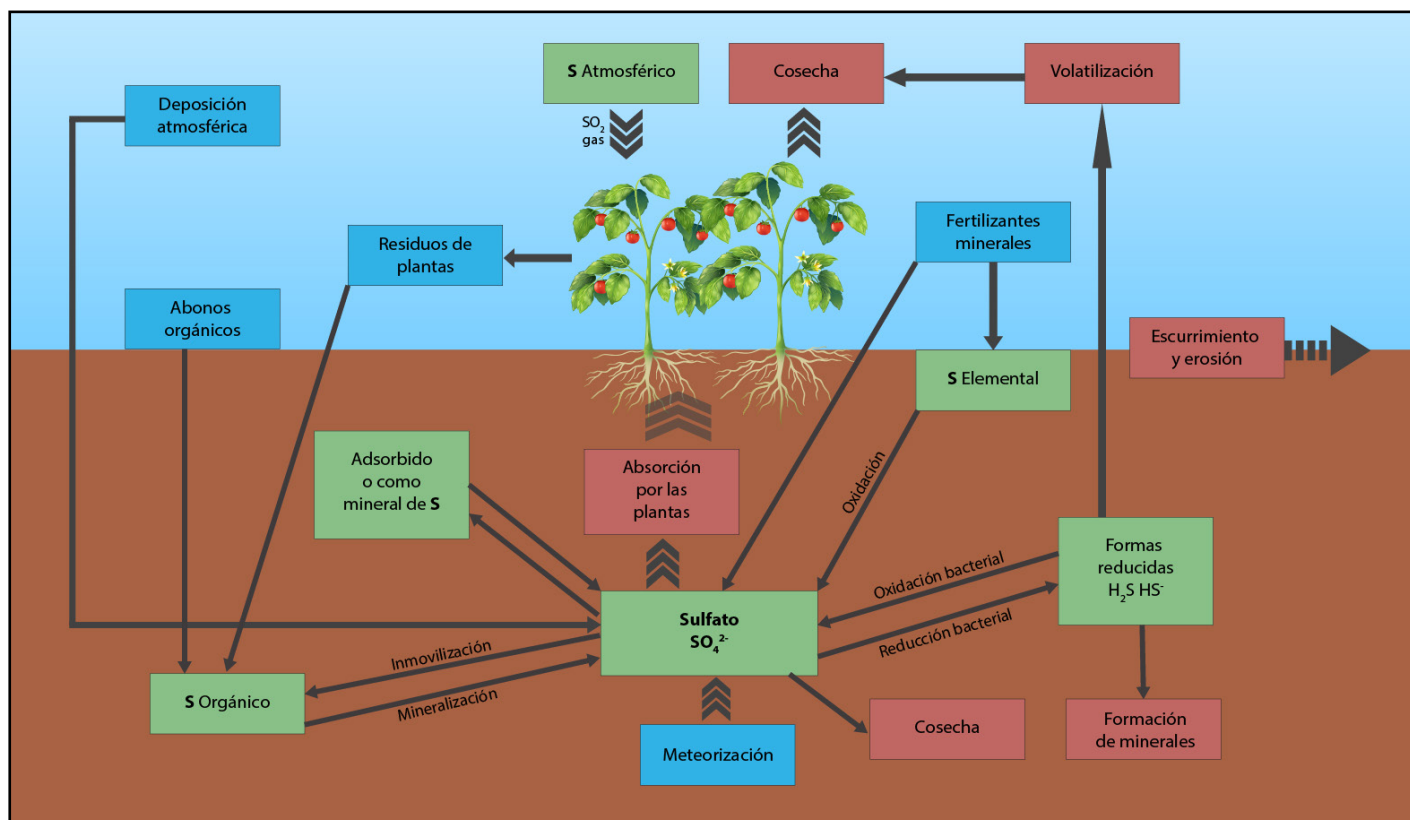 S Atmosférico
Cosecha
Volatilización
Deposición
atmosférica
SO₂
gas
Residuos de
plantas
Fertilizantes
minerales
Abonos
orgánicos
Escurrimiento
y erosión
S Elemental
Adsorbido
o como
mineral de S
Absorción
por las
plantas
Oxidación
Formas
reducidas
H₂S HS⁻
Oxidación bacterial
Reducción bacterial
Sulfato
SO₄²⁻
Inmovilización
Mineralización
S Orgánico
Cosecha
Formación
de minerales
Meteorización